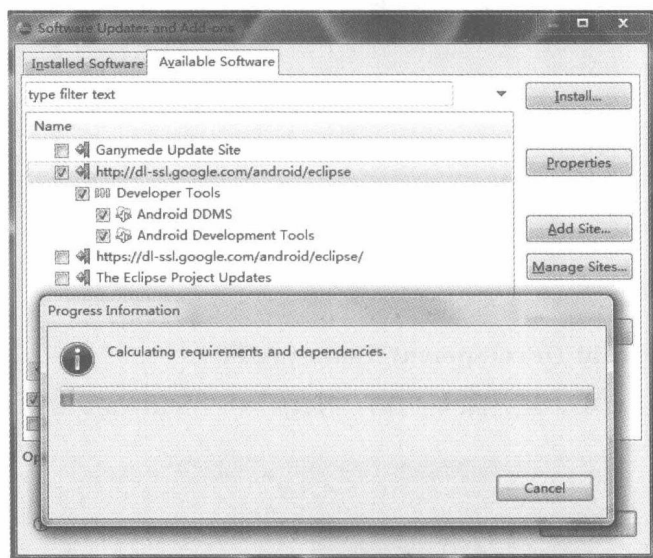 Software Updates and Add-ons
Installed Software
Available Software
type filter text
Install...
Name
Ganymede Update Site
http://dl-ssl.google.com/android/eclipse
Properties
Developer Tools
Android DDMS
Android Development Tools
Add Site...
https://dl-ssl.google.com/android/eclipse/
Manage Sites...
The Eclipse Project Updates
Progress Information
Calculating requirements and dependencies.
Cancel